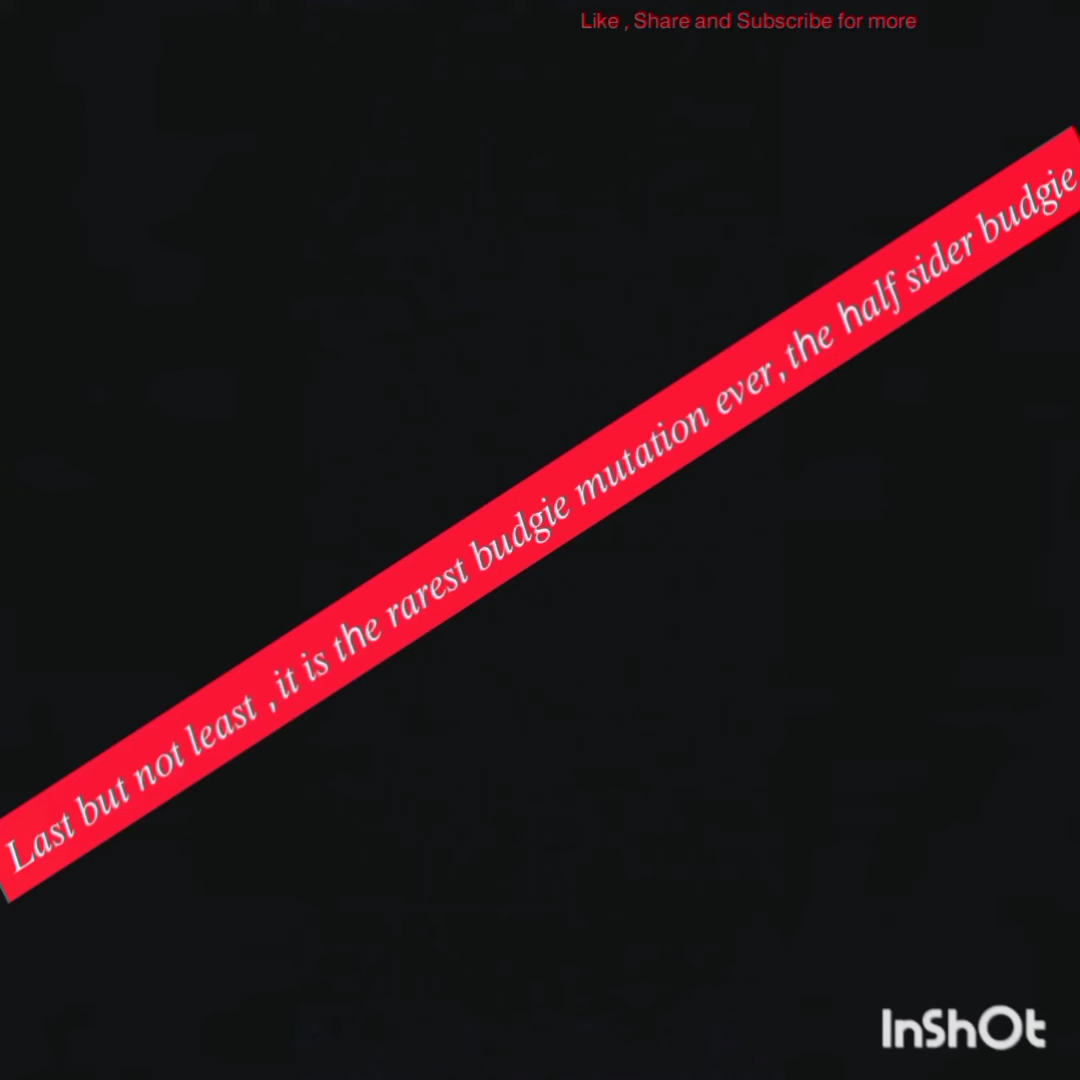 Like , Share and Subscribe for more
Last but not least , it is the rarest budgie mutation ever , the half sider budgie
InShOt